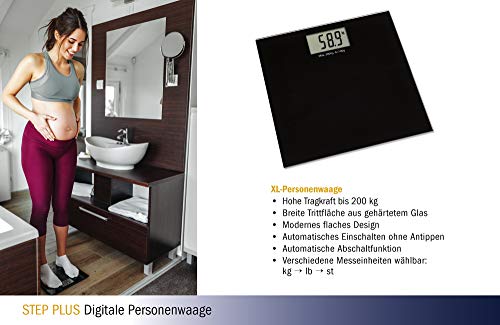 58.9
XL-Personenwaage
• Hohe Tragkraft bis 200 kg
• Breite Trittfläche aus gehärtetem Glas
• Modernes flaches Design
• Automatisches Einschalten ohne Antippen
• Automatische Abschaltfunktion
• Verschiedene Messeinheiten wählbar:
kg → lb → st
STEP PLUS Digitale Personenwaage